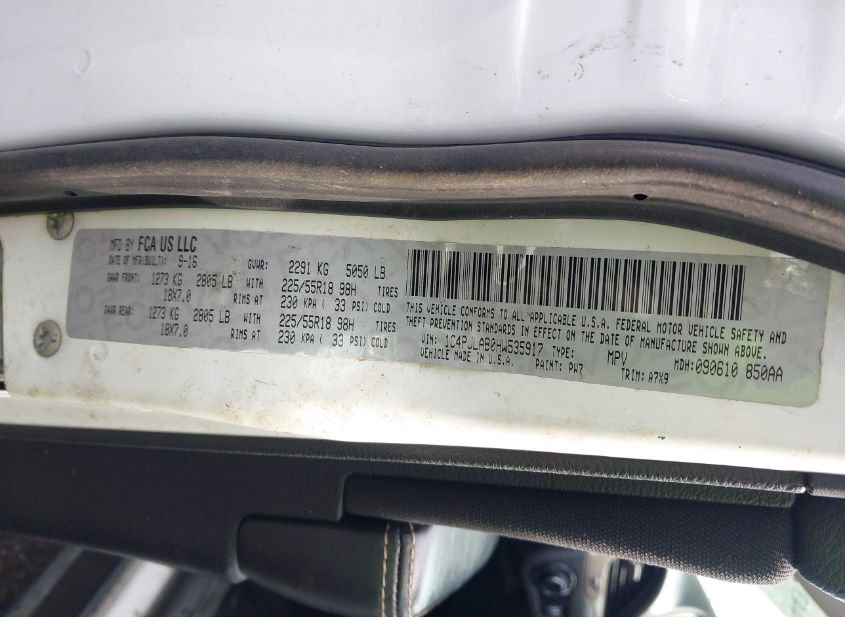 MFD BY FCA US LLC
DATE OF MFR(BUILT): 9-16 GVWR: 2291 KG 5050 LB
GAWR FRONT: 1273 KG 2805 LB WITH 225/55R18 98H TIRES
18X7.0 RIMS AT 230 KPA ( 33 PSI) COLD
GAWR REAR: 1273 KG 2805 LB WITH 225/55R18 98H TIRES
18X7.0 RIMS AT 230 KPA ( 33 PSI) COLD
THIS VEHICLE CONFORMS TO ALL APPLICABLE U.S.A. FEDERAL MOTOR VEHICLE SAFETY AND
THEFT PREVENTION STANDARDS IN EFFECT ON THE DATE OF MANUFACTURE SHOWN ABOVE.
VIN: 1C4PJLAB0HW535917 TYPE: MPV MDH: 090610 850AA
VEHICLE MADE IN U.S.A. PAINT: PW7 TRIM: A7X9